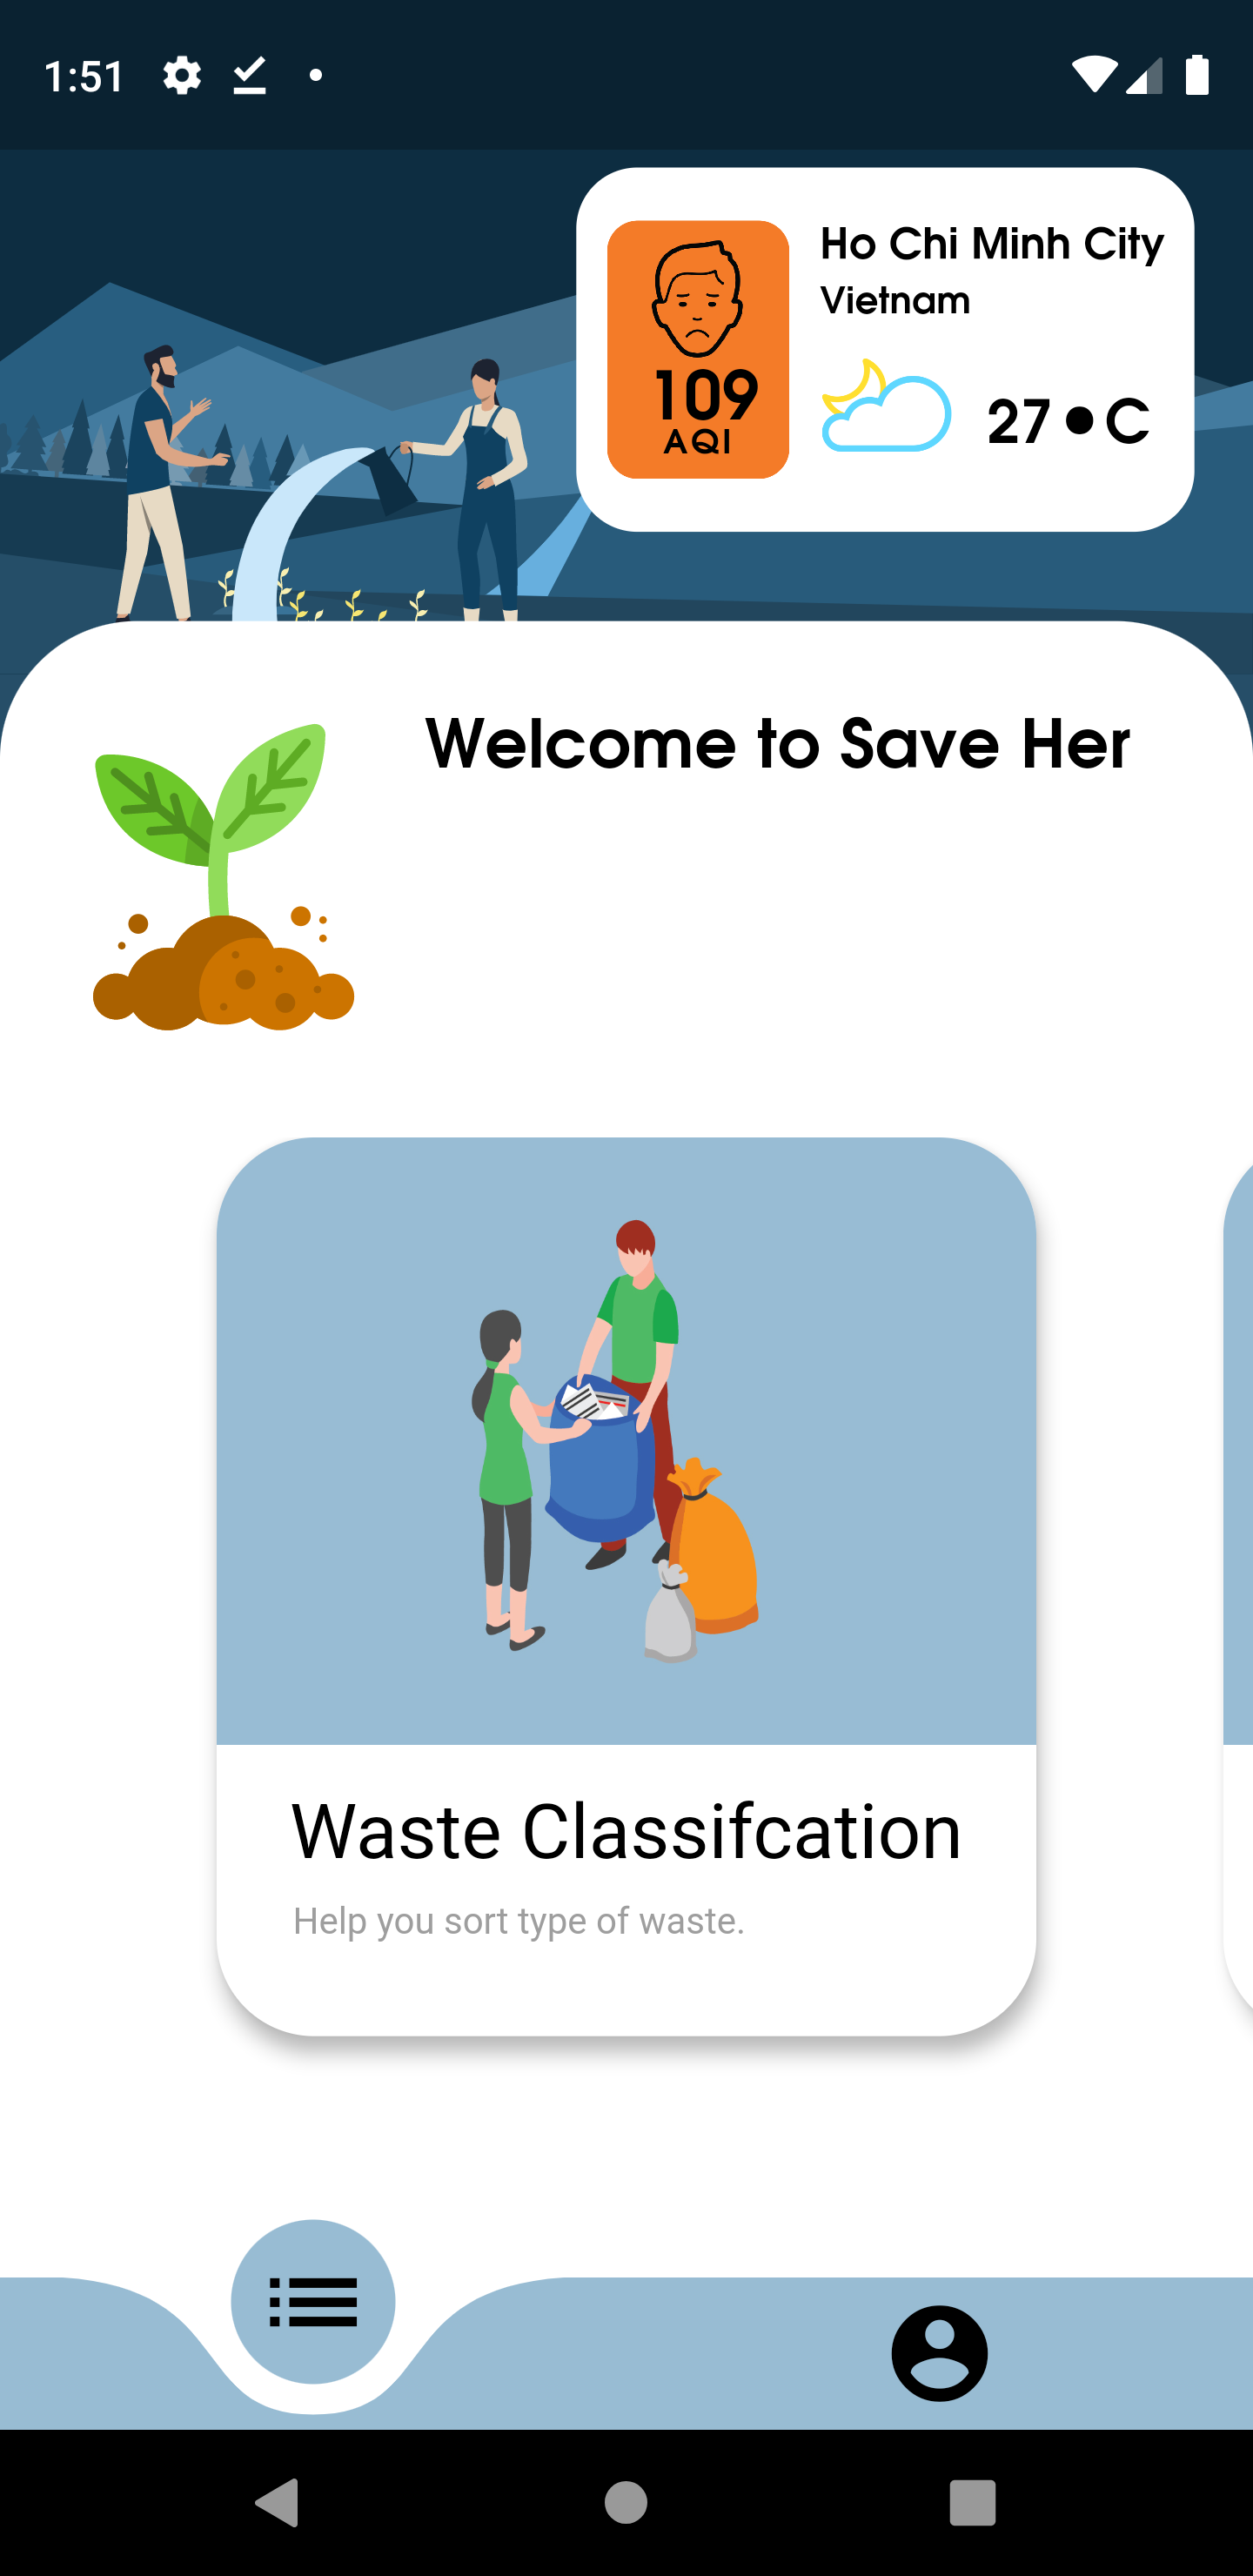 1:51
Ho Chi Minh City
Vietnam
109
AQI
27•C
Welcome to Save Her
Waste Classifcation
Help you sort type of waste.